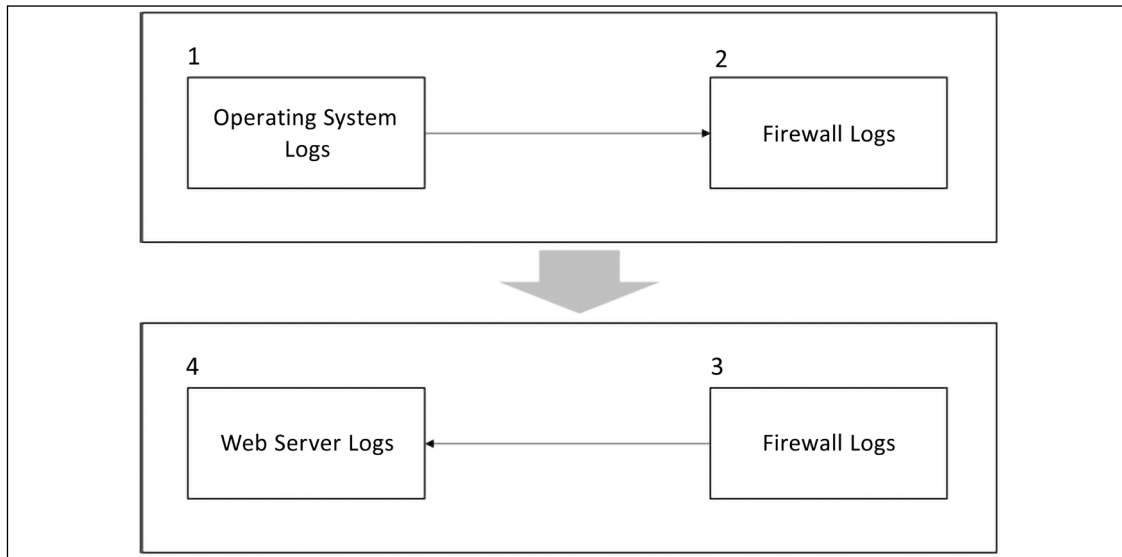 1
2
Operating System
Logs
Firewall Logs
4
3
Web Server Logs
Firewall Logs